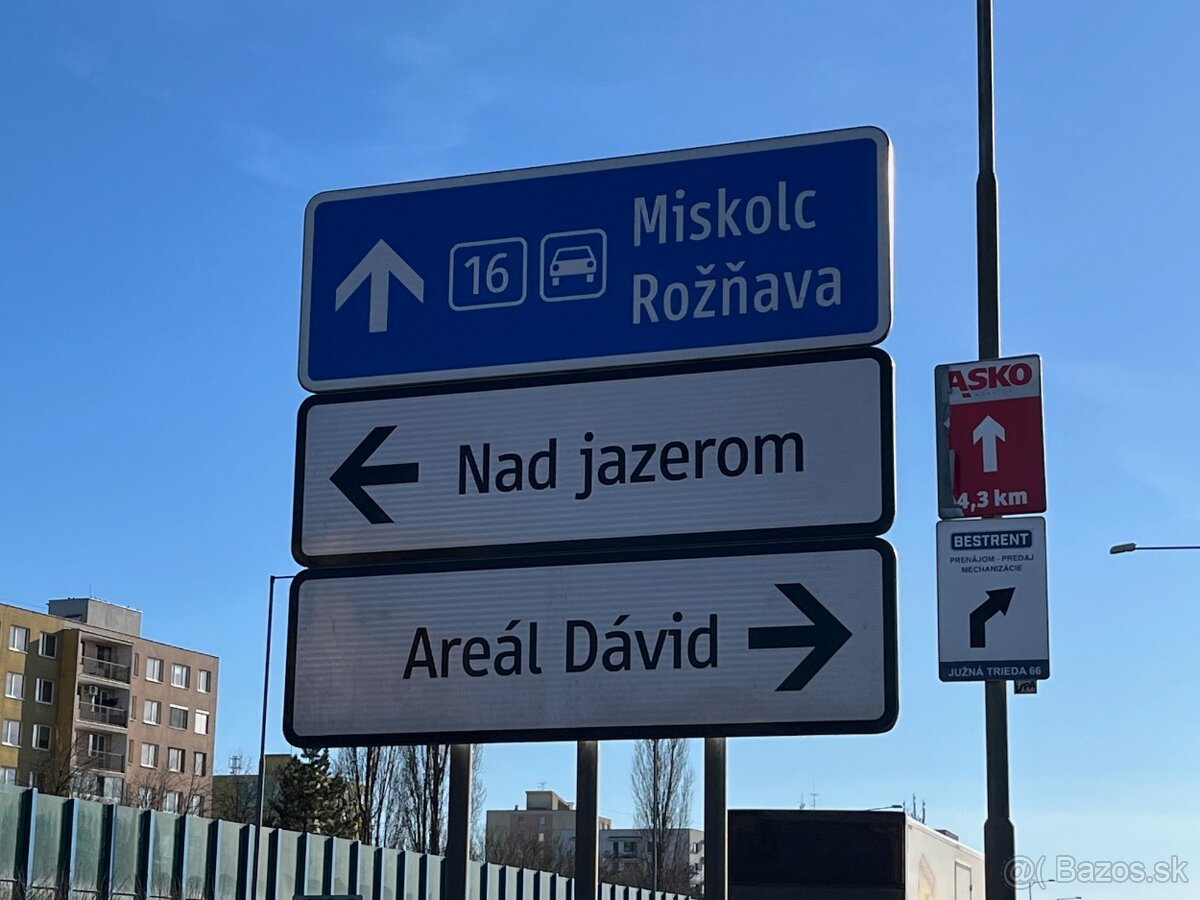 16
Miskolc
Rožňava
Nad jazerom
Areál Dávid
ASKO
4,3 km
BESTRENT
PRENÁJOM - PREDAJ
MECHANIZÁCIE
JUŽNÁ TRIEDA 66
@( Bazos.sk